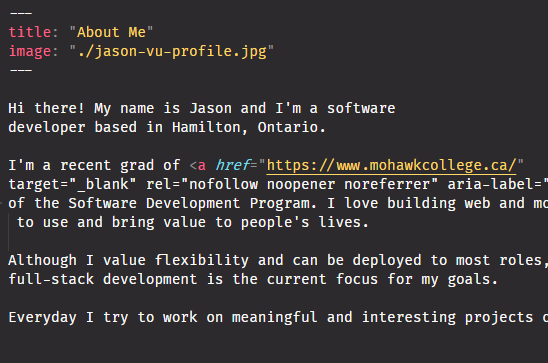 ---
title: "About Me"
image: "./jason-vu-profile.jpg"
---
Hi there! My name is Jason and I'm a software
developer based in Hamilton, Ontario.
I'm a recent grad of <a href="https://www.mohawkcollege.ca/"
target="_blank" rel="nofollow noopener noreferrer" aria-label="
of the Software Development Program. I love building web and mo
to use and bring value to people's lives.
Although I value flexibility and can be deployed to most roles,
full-stack development is the current focus for my goals.
Everyday I try to work on meaningful and interesting projects